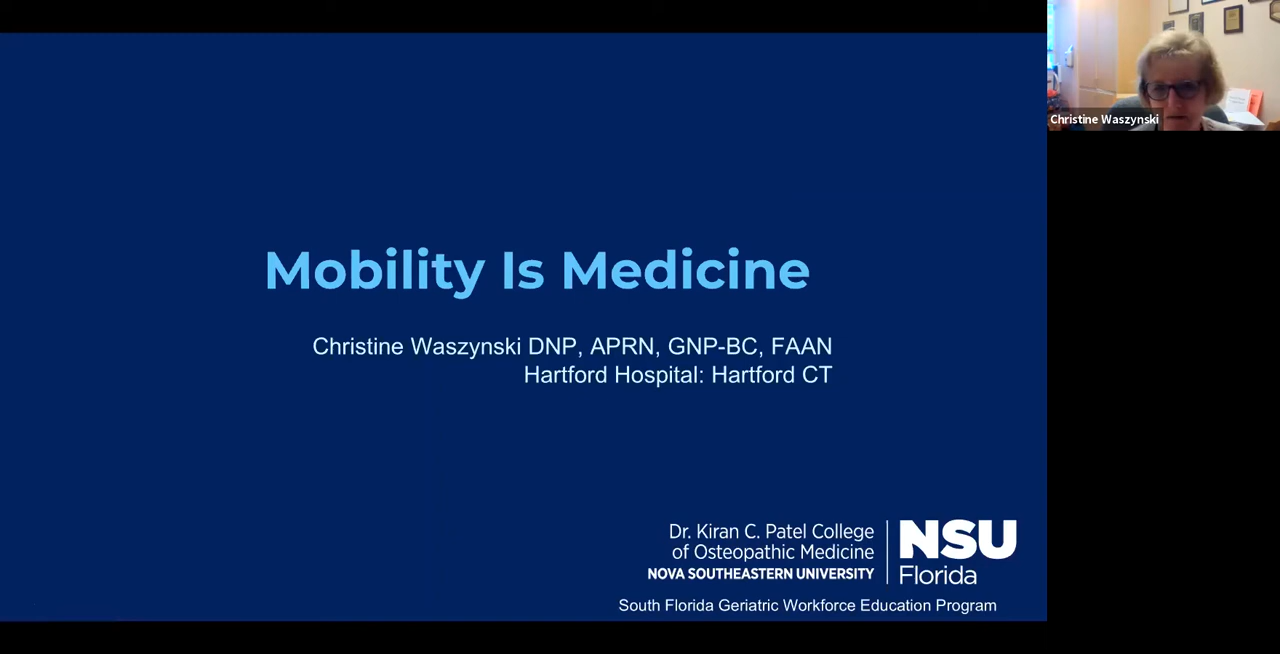 Mobility Is Medicine
Christine Waszynski DNP, APRN, GNP-BC, FAAN
Hartford Hospital: Hartford CT
Dr. Kiran C. Patel College
of Osteopathic Medicine
NOVA SOUTHEASTERN UNIVERSITY
NSU
Florida
South Florida Geriatric Workforce Education Program
Christine Waszynski